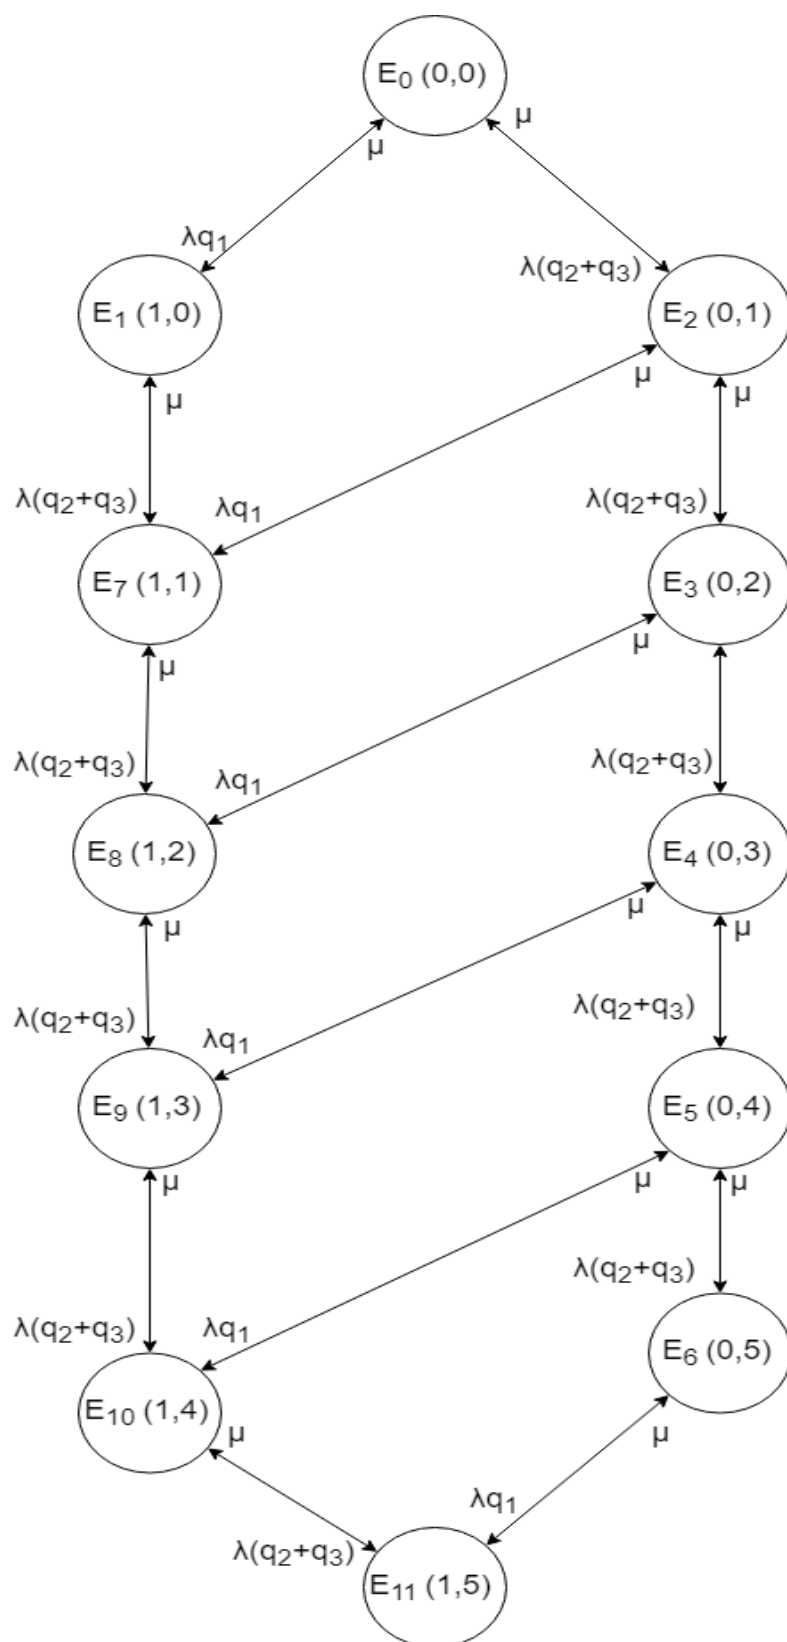 E₀ (0,0)
μ
μ
λq₁
λ(q₂+q₃)
E₁ (1,0)
E₂ (0,1)
μ
μ
μ
λ(q₂+q₃)
λq₁
λ(q₂+q₃)
E₇ (1,1)
E₃ (0,2)
μ
μ
λ(q₂+q₃)
λq₁
λ(q₂+q₃)
E₈ (1,2)
E₄ (0,3)
μ
μ
μ
λ(q₂+q₃)
λq₁
λ(q₂+q₃)
E₉ (1,3)
E₅ (0,4)
μ
μ
μ
λ(q₂+q₃)
λq₁
λ(q₂+q₃)
E₁₀ (1,4)
E₆ (0,5)
μ
μ
λ(q₂+q₃)
λq₁
E₁₁ (1,5)